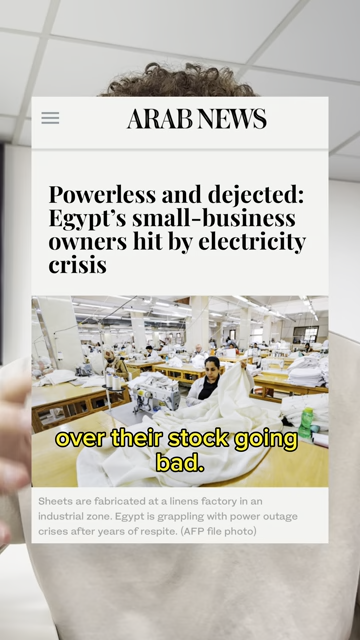 ARAB NEWS
Powerless and dejected:
Egypt's small-business
owners hit by electricity
crisis
over their stock going
bad.
Sheets are fabricated at a linens factory in an
industrial zone. Egypt is grappling with power outage
crises after years of respite. (AFP file photo)